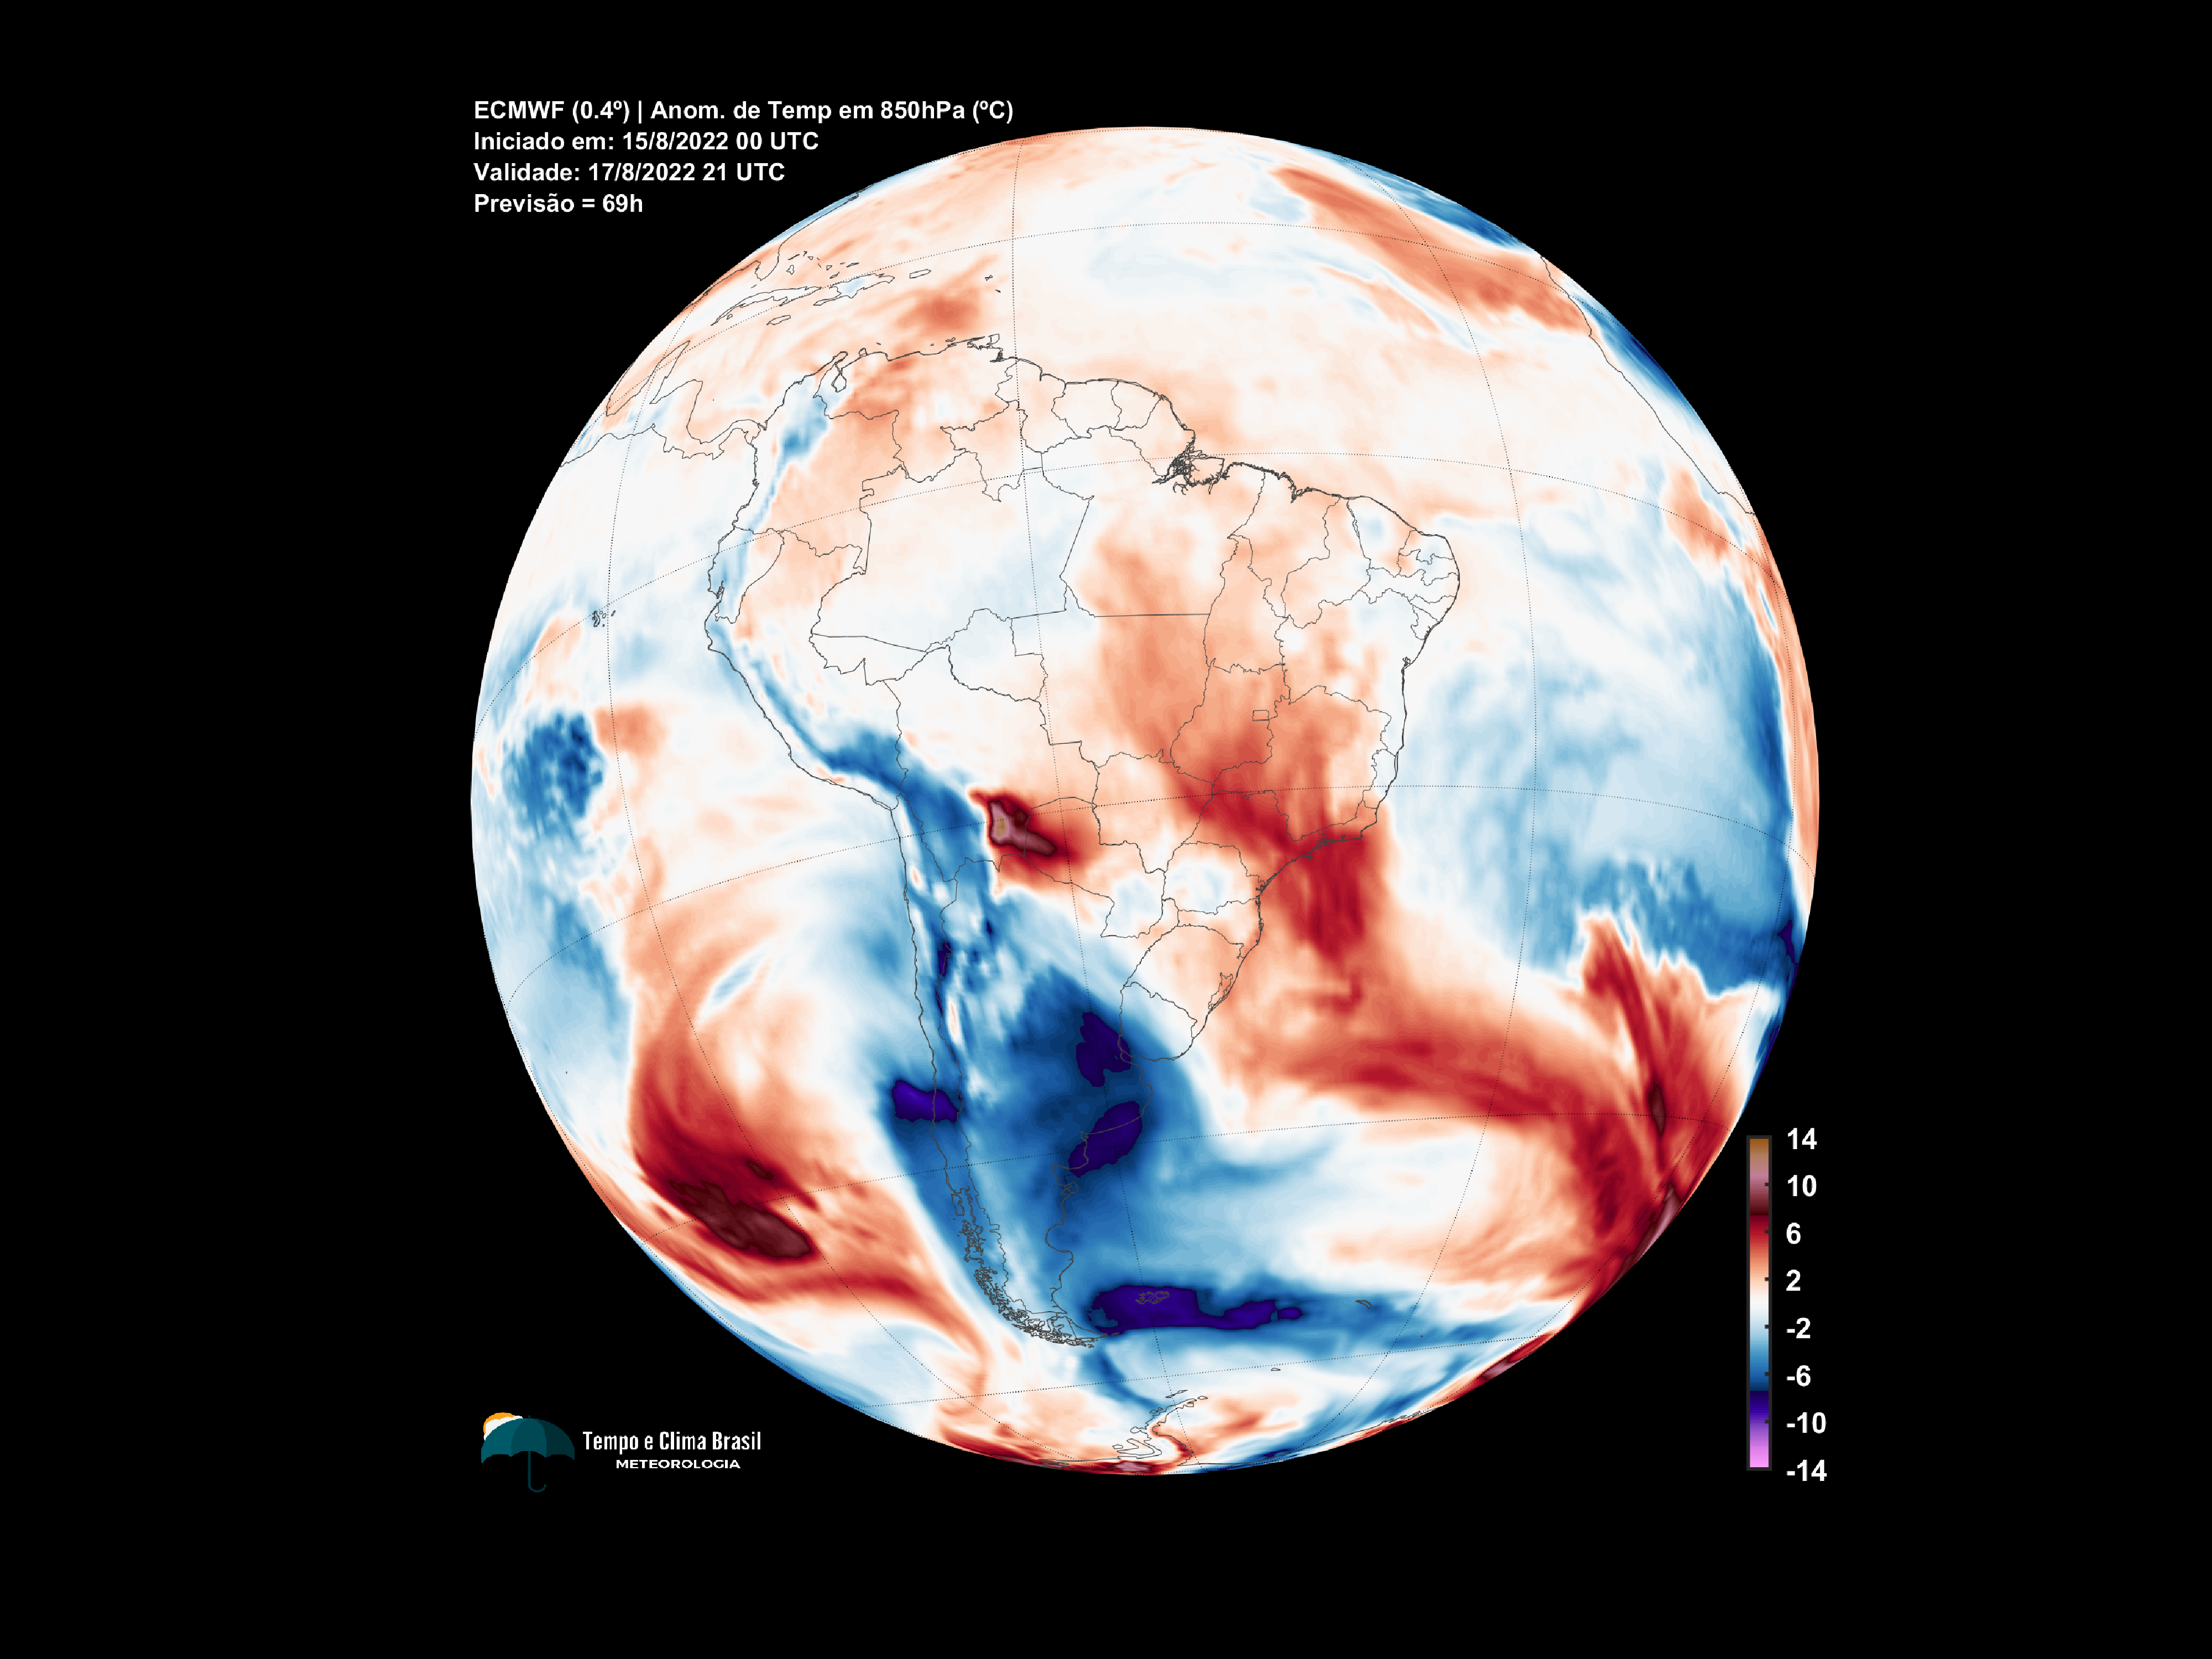 ECMWF (0.4º) | Anom. de Temp em 850hPa (ºC)
Iniciado em: 15/8/2022 00 UTC
Validade: 17/8/2022 21 UTC
Previsão = 69h
14
10
6
2
-2
-6
-10
-14
Tempo e Clima Brasil
METEOROLOGIA